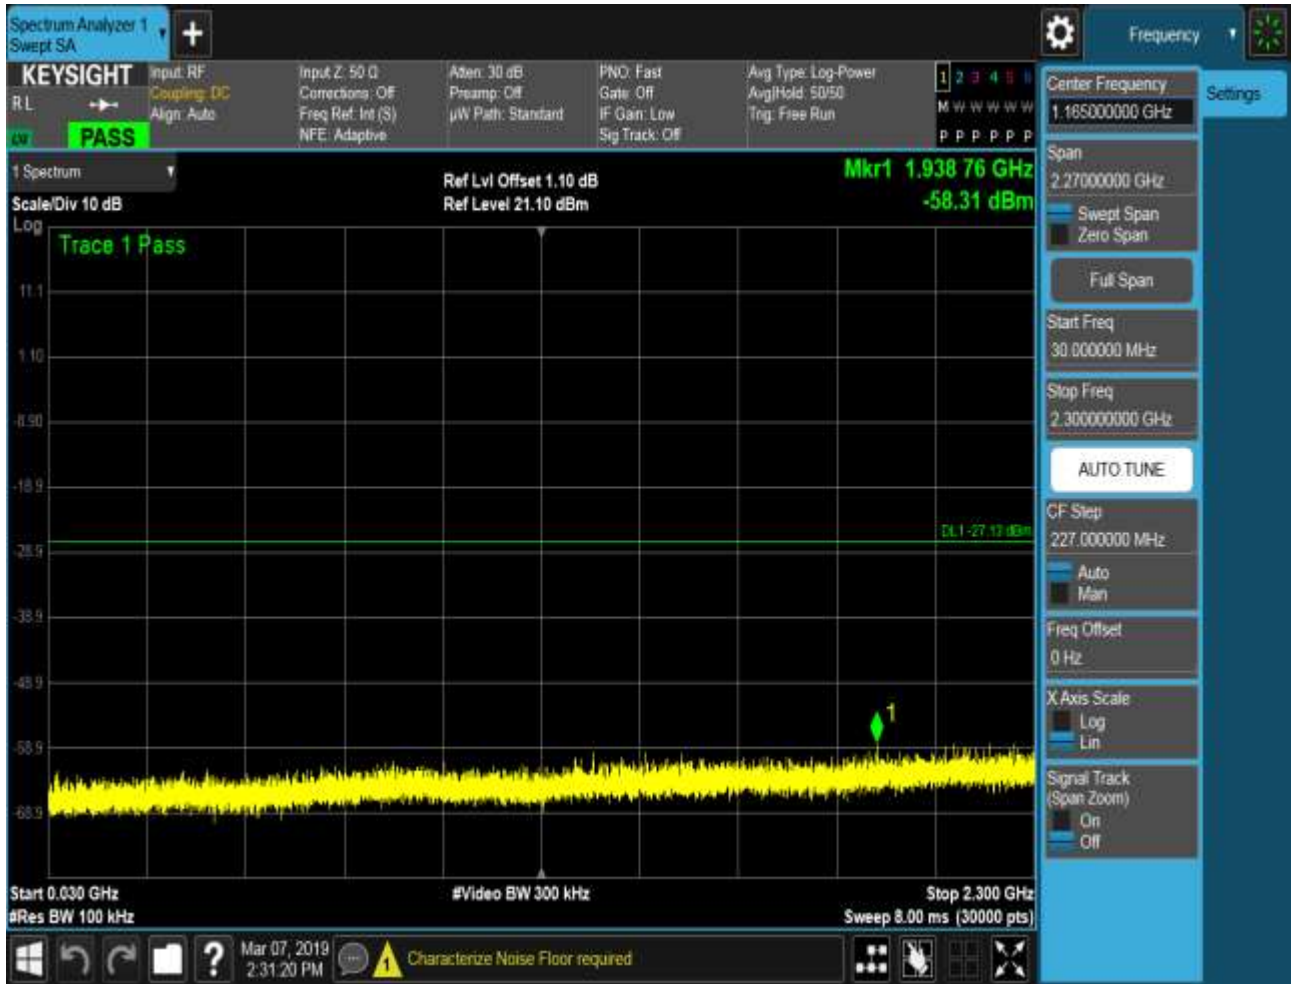 Spectrum Analyzer 1
Swept SA
Frequency
KEYSIGHT
Input: RF
Input Z: 50 Ω
Atten: 30 dB
PNO: Fast
Avg Type: Log-Power
1 2 3 4 5 6
R L
Coupling: DC
Corrections: Off
Preamp: Off
Gate: Off
Avg|Hold: 50/50
M W W W W W
Align: Auto
Freq Ref: Int (S)
µW Path: Standard
IF Gain: Low
Trig: Free Run
PASS
NFE: Adaptive
Sig Track: Off
P P P P P P
1 Spectrum
Ref Lvl Offset 1.10 dB
Mkr1 1.938 76 GHz
Scale/Div 10 dB
Ref Level 21.10 dBm
-58.31 dBm
Log
Trace 1 Pass
11.1
1.10
-8.90
-18.9
DL1 -27.13 dBm
-28.9
-38.9
-48.9
1
-58.9
-68.9
Start 0.030 GHz
#Video BW 300 kHz
Stop 2.300 GHz
#Res BW 100 kHz
Sweep 8.00 ms (30000 pts)
Center Frequency
1.165000000 GHz
Settings
Span
2.27000000 GHz
Swept Span
Zero Span
Full Span
Start Freq
30.000000 MHz
Stop Freq
2.300000000 GHz
AUTO TUNE
CF Step
227.000000 MHz
Auto
Man
Freq Offset
0 Hz
X Axis Scale
Log
Lin
Signal Track
(Span Zoom)
On
Off
?
Mar 07, 2019
2:31:20 PM
1
Characterize Noise Floor required